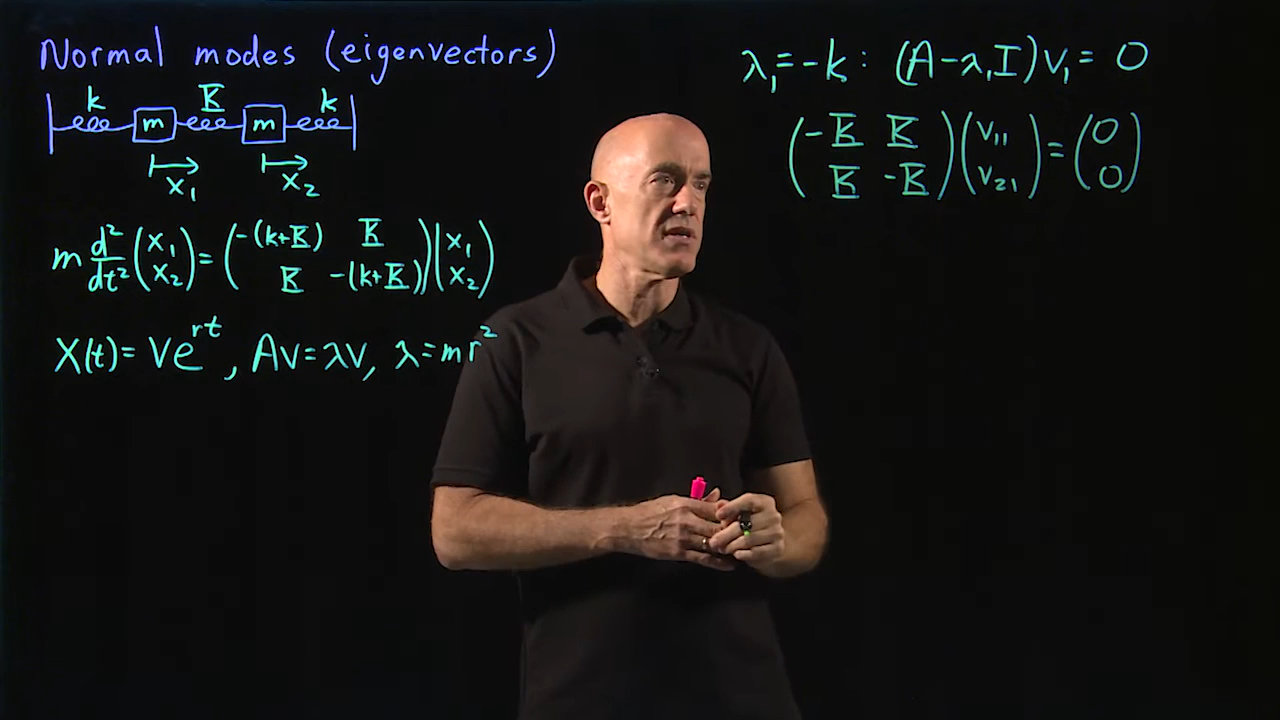 Normal modes (eigenvectors)
k K k
m m
x₁ x₂
m d²/dt² (x₁ x₂) = (-(k+K) K K -(k+K)) (x₁ x₂)
x(t) = ve^rt, Av = λv, λ = mr²
λ₁ = -k : (A - λ₁I) v₁ = 0
(-K K K -K) (v₁₁ v₂₁) = (0 0)